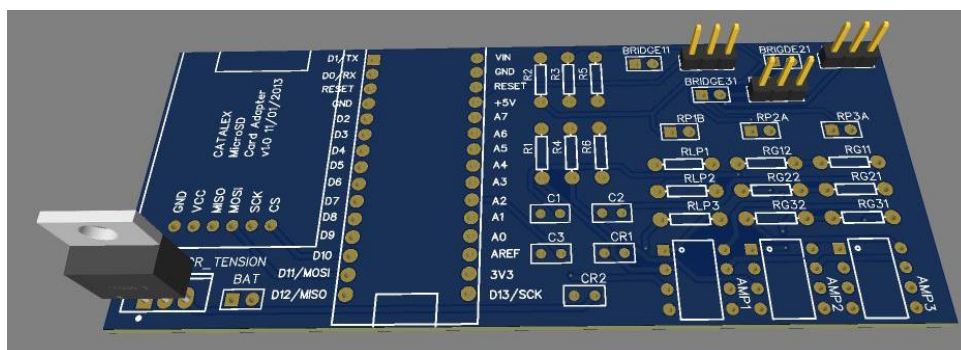 CATALEX
MicroSD
Card Adapter
v1.0 11/01/2013
GND
VCC
MISO
MOSI
SCK
CS
CR_TENSION
BAT
D1/TX
D0/RX
RESET
GND
D2
D3
D4
D5
D6
D7
D8
D9
D10
D11/MOSI
D12/MISO
VIN
GND
RESET
+5V
A7
A6
A5
A4
A3
A2
A1
A0
AREF
3V3
D13/SCK
R2
R3
R5
R1
R4
R6
C1
C2
C3
CR1
CR2
BRIDGE11
BRIGDE21
BRIDGE31
RP1B
RP2A
RP3A
RLP1
RG12
RG11
RLP2
RG22
RG21
RLP3
RG32
RG31
AMP1
AMP2
AMP3